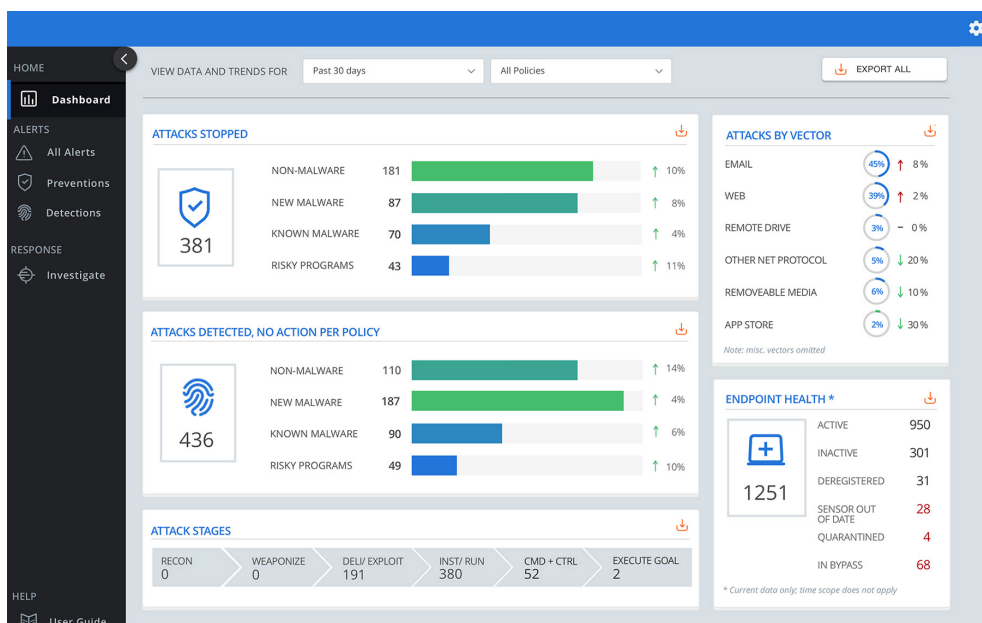 HOME
Dashboard
ALERTS
All Alerts
Preventions
Detections
RESPONSE
Investigate
HELP
User Guide
VIEW DATA AND TRENDS FOR Past 30 days All Policies EXPORT ALL
ATTACKS STOPPED
381
NON-MALWARE 181 ↑ 10%
NEW MALWARE 87 ↑ 8%
KNOWN MALWARE 70 ↑ 4%
RISKY PROGRAMS 43 ↑ 11%
ATTACKS DETECTED, NO ACTION PER POLICY
436
NON-MALWARE 110 ↑ 14%
NEW MALWARE 187 ↑ 4%
KNOWN MALWARE 90 ↑ 6%
RISKY PROGRAMS 49 ↑ 10%
ATTACK STAGES
RECON
0
WEAPONIZE
0
DELI/ EXPLOIT
191
INST/ RUN
380
CMD + CTRL
52
EXECUTE GOAL
2
ATTACKS BY VECTOR
EMAIL 45% ↑ 8%
WEB 39% ↑ 2%
REMOTE DRIVE 3% – 0%
OTHER NET PROTOCOL 5% ↓ 20%
REMOVEABLE MEDIA 6% ↓ 10%
APP STORE 2% ↓ 30%
Note: misc. vectors omitted
ENDPOINT HEALTH *
1251
ACTIVE 950
INACTIVE 301
DEREGISTERED 31
SENSOR OUT 28
OF DATE
QUARANTINED 4
IN BYPASS 68
* Current data only; time scope does not apply